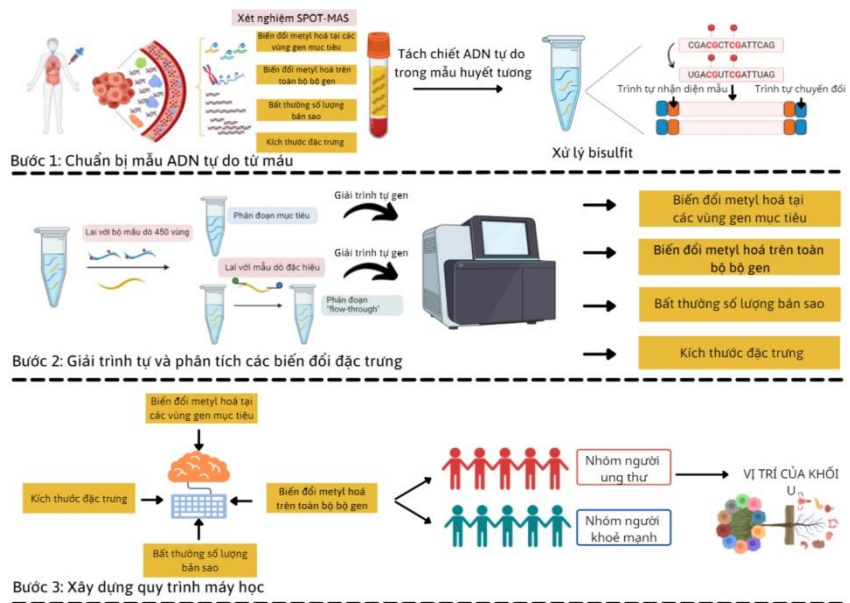 Xét nghiệm SPOT-MAS
Biến đổi metyl hoá tại các
vùng gen mục tiêu
Biến đổi metyl hoá trên
toàn bộ bộ gen
Bất thường số lượng
bản sao
Kích thước đặc trưng
Tách chiết ADN tự do
trong mẫu huyết tương
CGACGCTCGATTCAG
UGACGUTCGATTUAG
Trình tự nhận diện mẫu
Trình tự chuyển đổi
Xử lý bisulfit
Bước 1: Chuẩn bị mẫu ADN tự do từ máu
Lai với bộ mẫu dò 450 vùng
Phân đoạn mục tiêu
Giải trình tự gen
Lai với mẫu dò đặc hiệu
Giải trình tự gen
Phân đoạn
"flow-through"
Biến đổi metyl hoá tại
các vùng gen mục tiêu
Biến đổi metyl hoá trên toàn
bộ bộ gen
Bất thường số lượng bản sao
Kích thước đặc trưng
Bước 2: Giải trình tự và phân tích các biến đổi đặc trưng
Biến đổi metyl hoá tại
các vùng gen mục tiêu
Kích thước đặc trưng
Biến đổi metyl hoá
trên toàn bộ bộ gen
Bất thường số lượng
bản sao
Nhóm người
ung thư
Nhóm người
khoẻ mạnh
VỊ TRÍ CỦA KHỐI
U
Bước 3: Xây dựng quy trình máy học